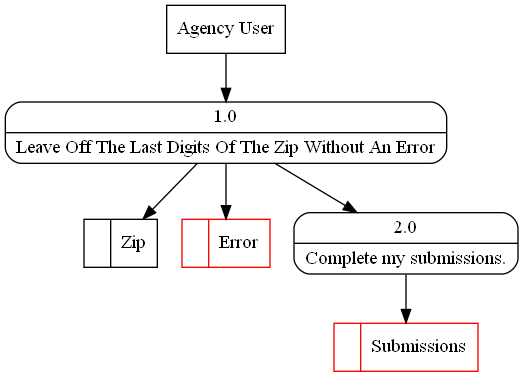 Agency User
1.0
Leave Off The Last Digits Of The Zip Without An Error
Zip
Error
2.0
Complete my submissions.
Submissions